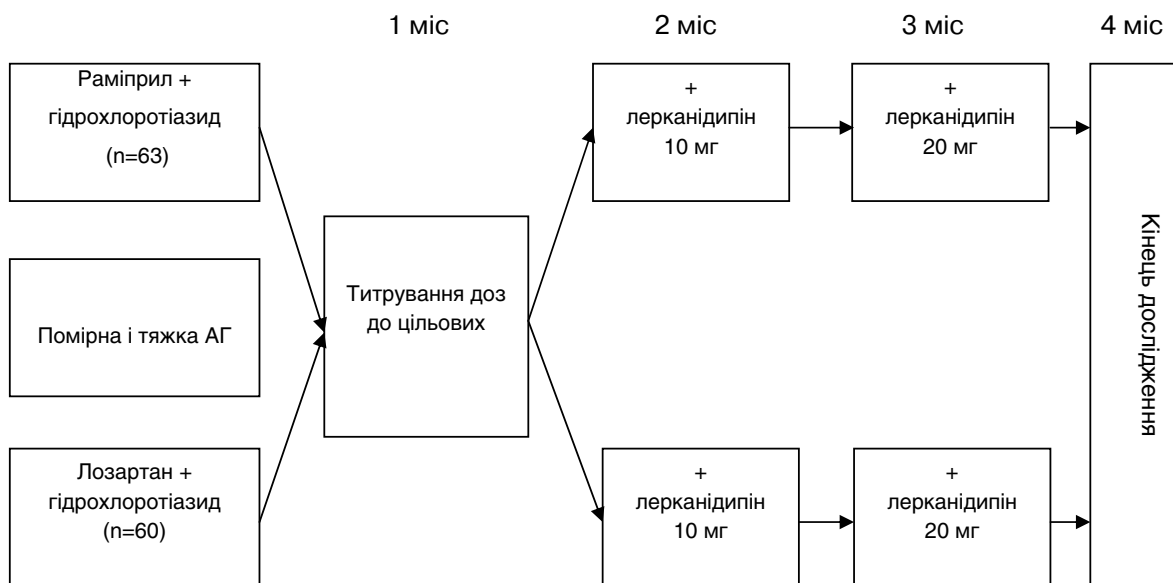 1 міс
2 міс
3 міс
4 міс
Раміприл +
гідрохлоротіазид
(n=63)
+
лерканідипін
10 мг
+
лерканідипін
20 мг
Помірна і тяжка АГ
Титрування доз
до цільових
Кінець дослідження
Лозартан +
гідрохлоротіазид
(n=60)
+
лерканідипін
10 мг
+
лерканідипін
20 мг